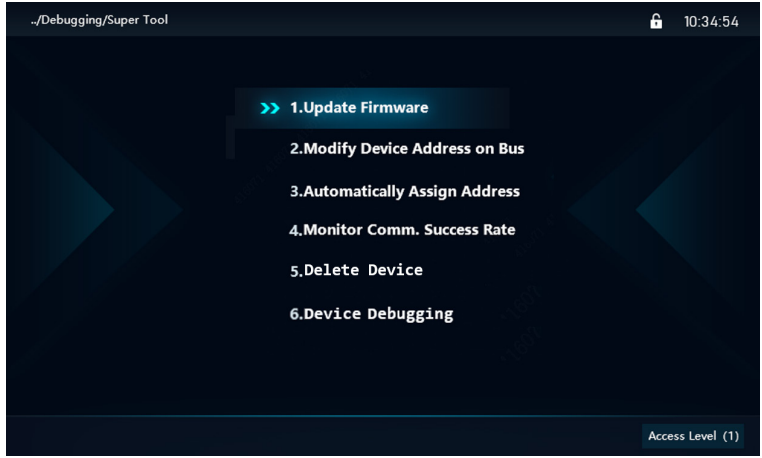 ../Debugging/Super Tool
10:34:54
1.Update Firmware
2.Modify Device Address on Bus
3.Automatically Assign Address
4.Monitor Comm. Success Rate
5.Delete Device
6.Device Debugging
Access Level (1)